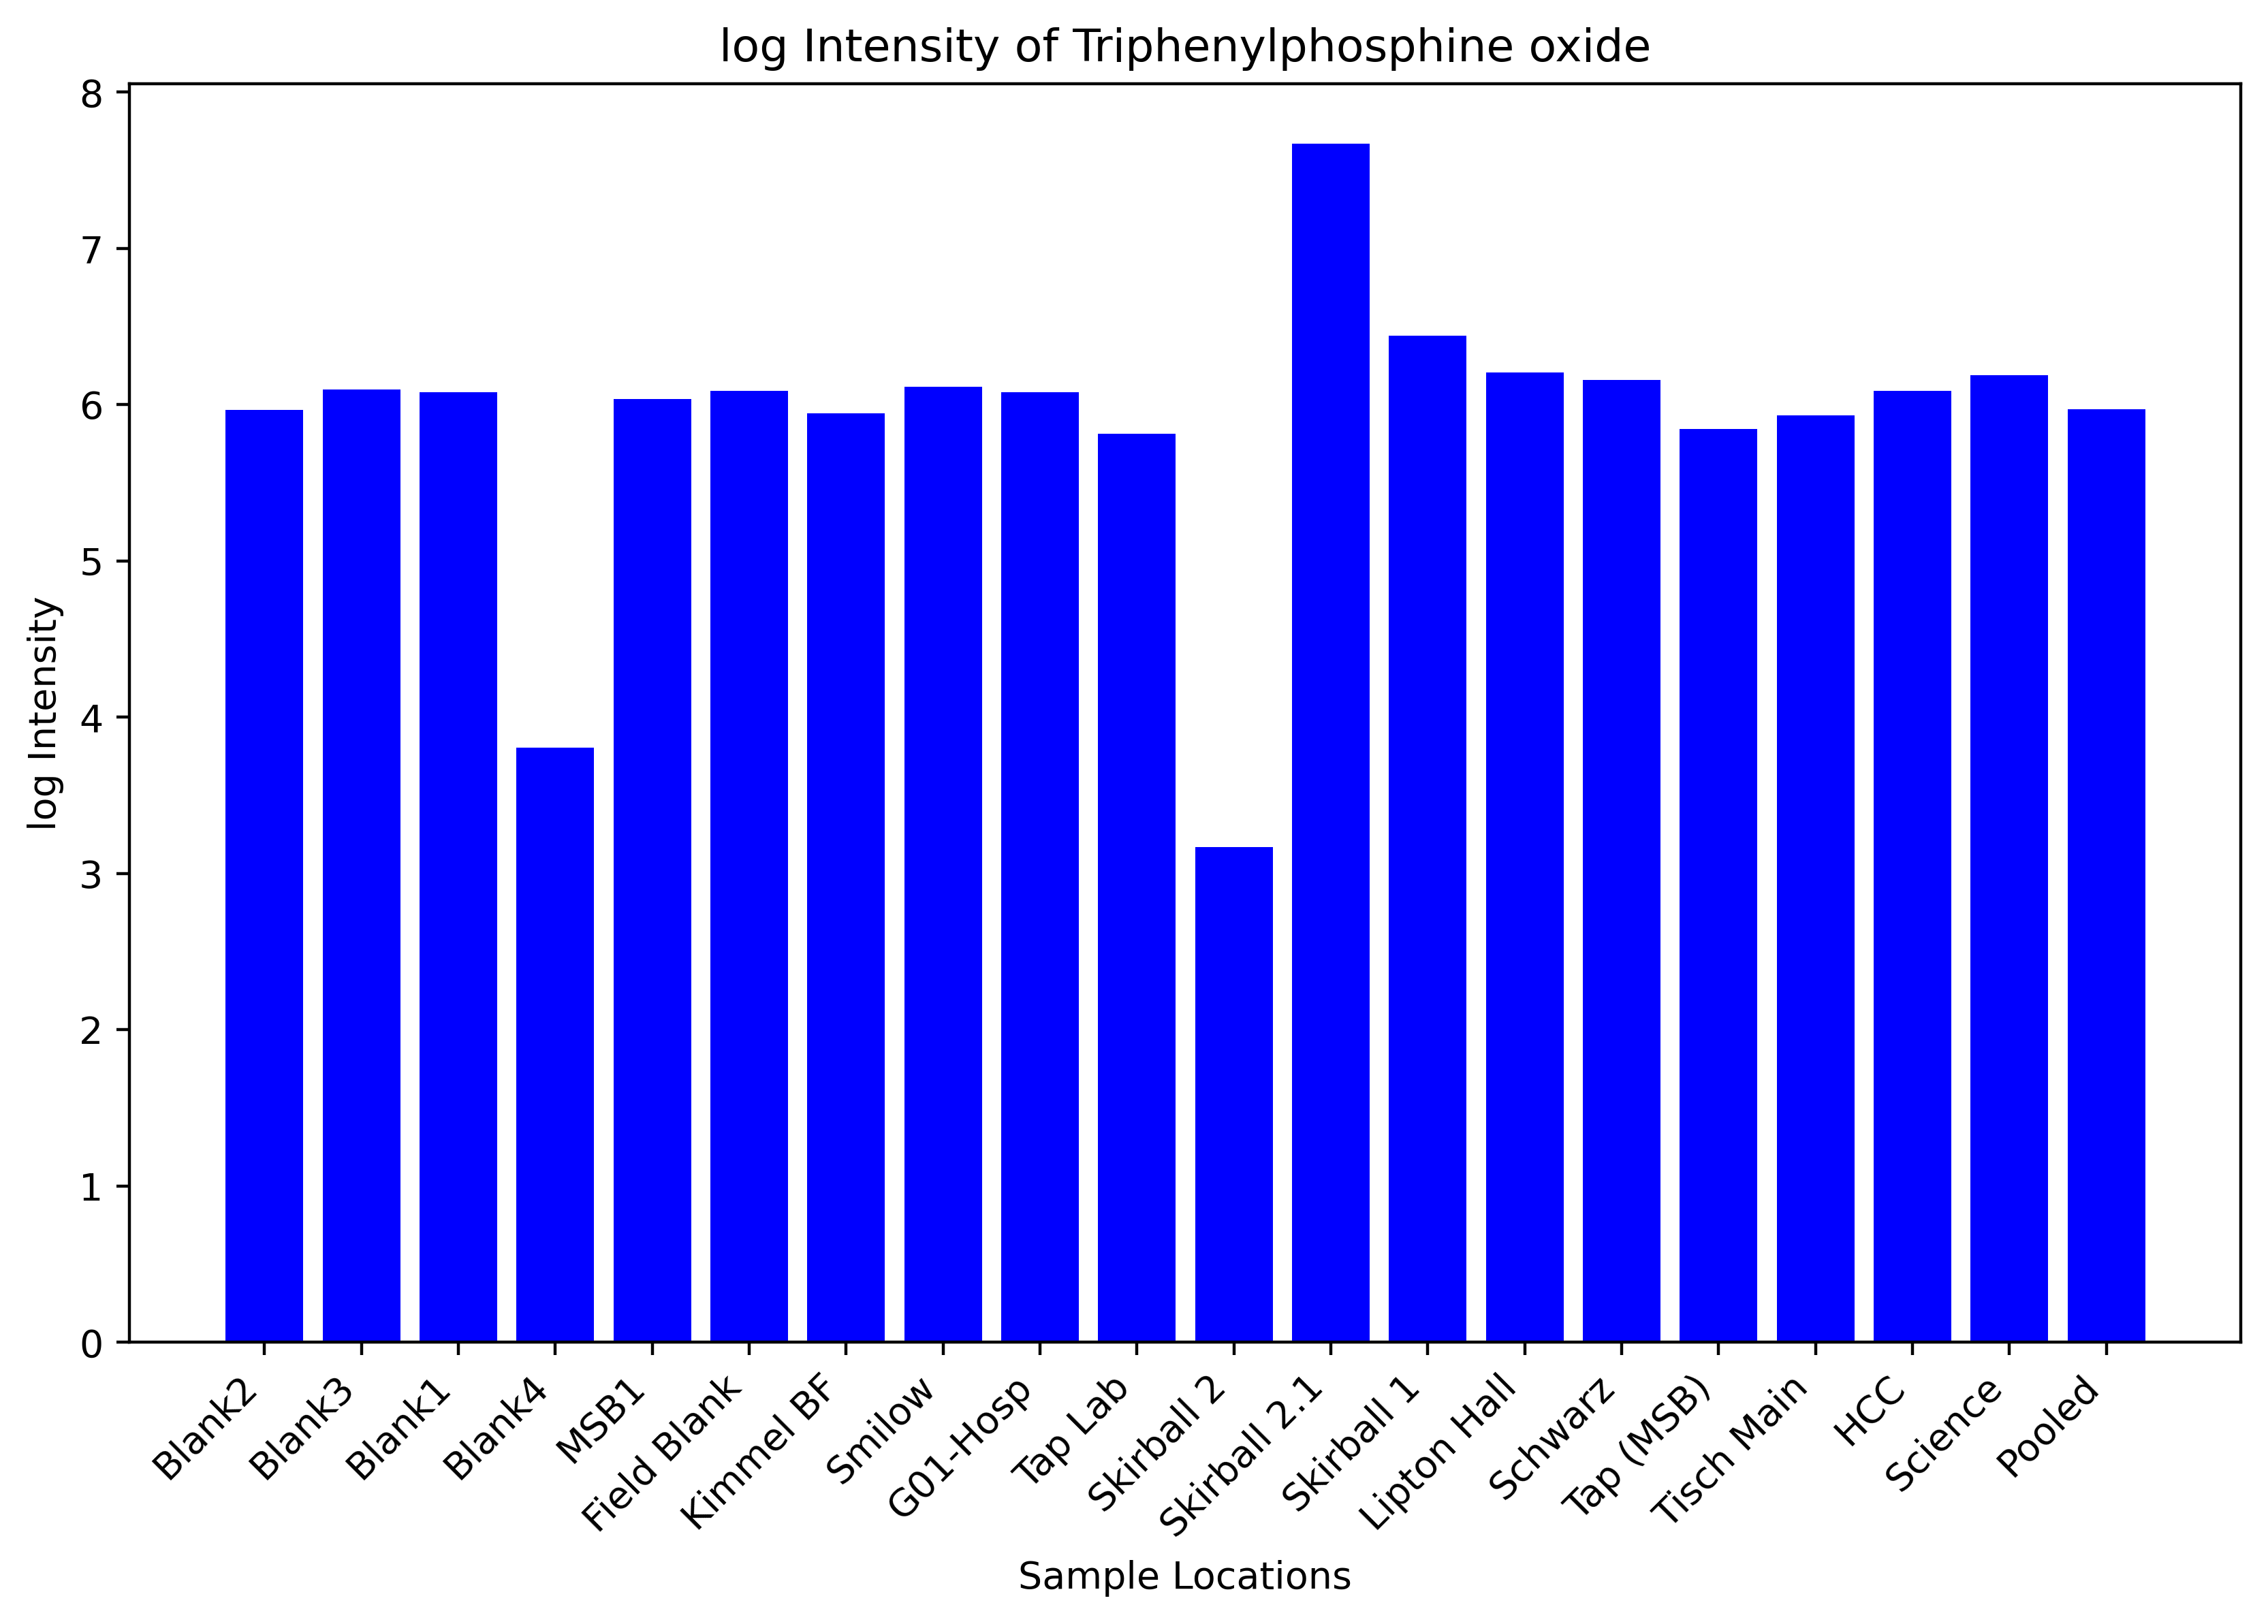 log Intensity of Triphenylphosphine oxide
8
7
6
5
4
3
2
1
0
log Intensity
Blank2
Blank3
Blank1
Blank4
MSB1
Field Blank
Kimmel BF
Smilow
G01-Hosp
Tap Lab
Skirball 2
Skirball 2.1
Skirball 1
Lipton Hall
Schwarz
Tap (MSB)
Tisch Main
HCC
Science
Pooled
Sample Locations